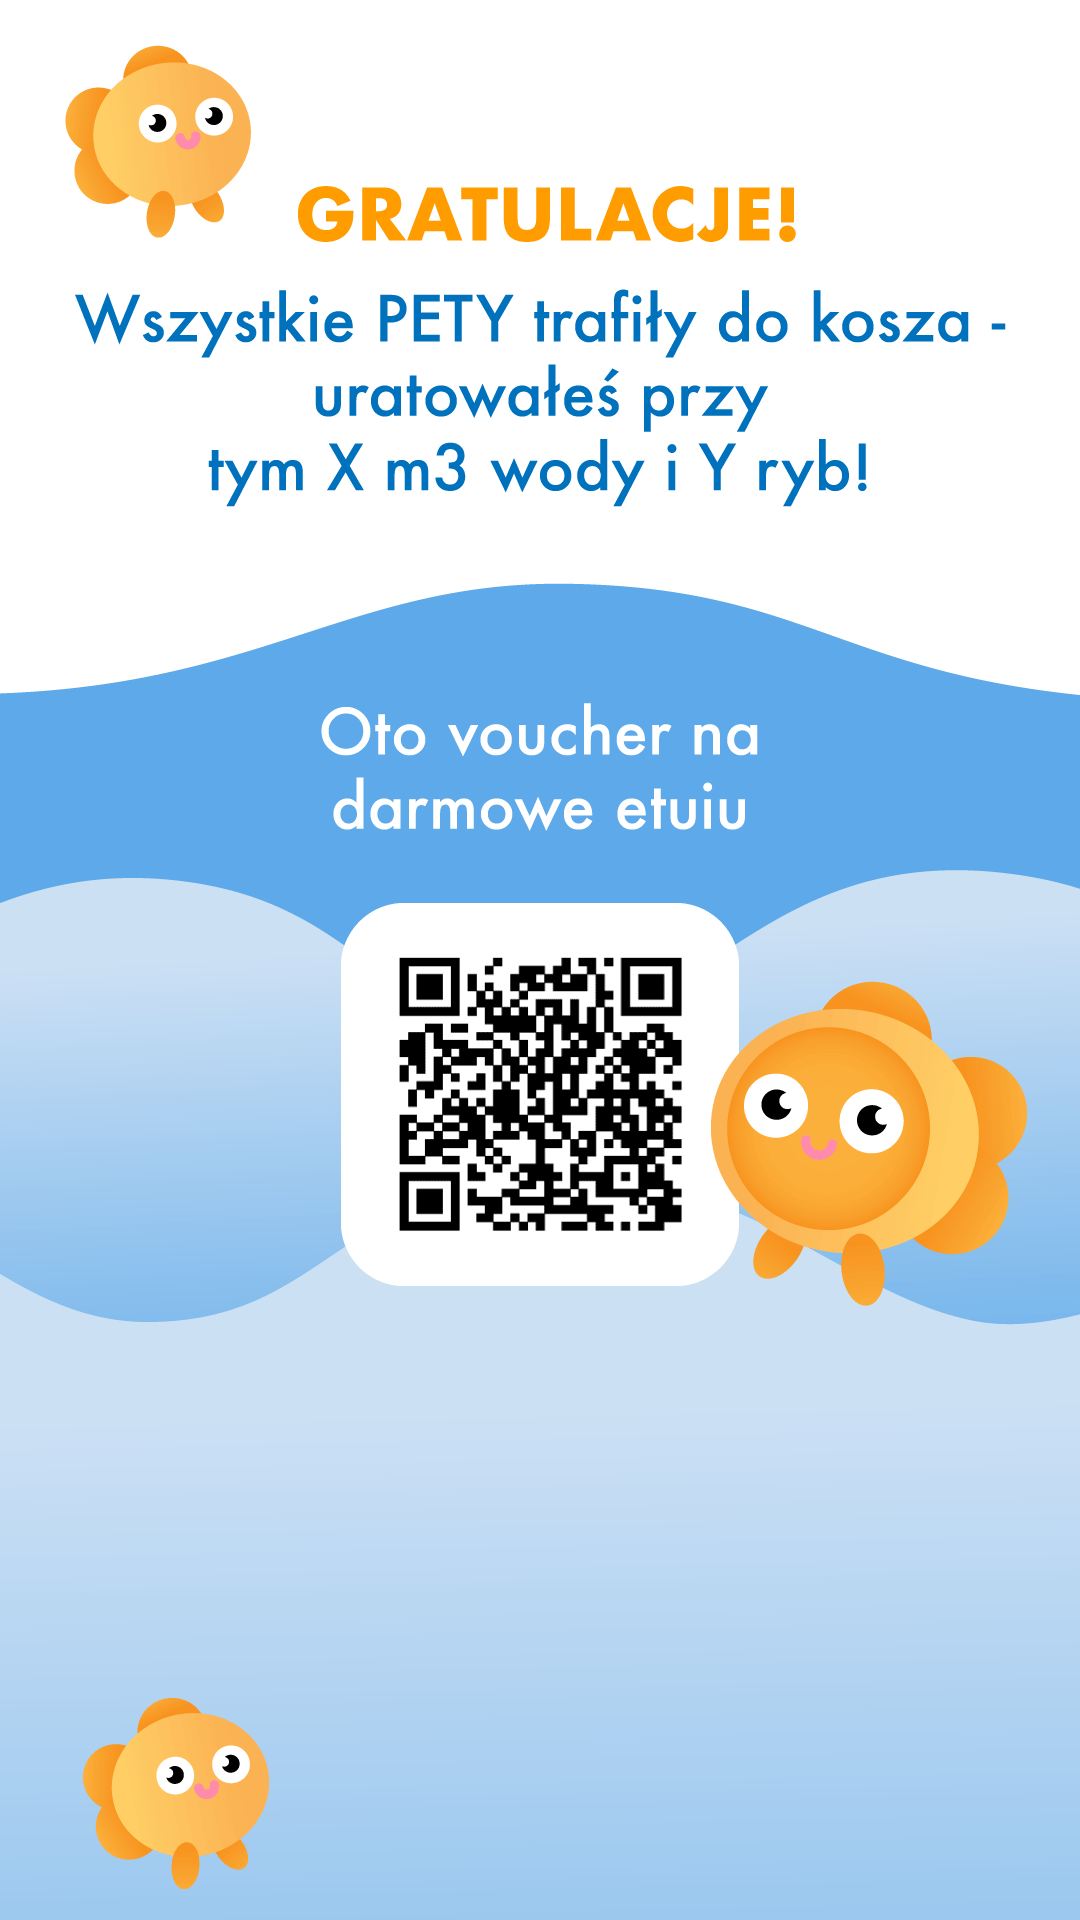 GRATULACJE!
Wszystkie PETY trafiły do kosza -
uratowałeś przy
tym X m3 wody i Y ryb!
Oto voucher na
darmowe etuiu